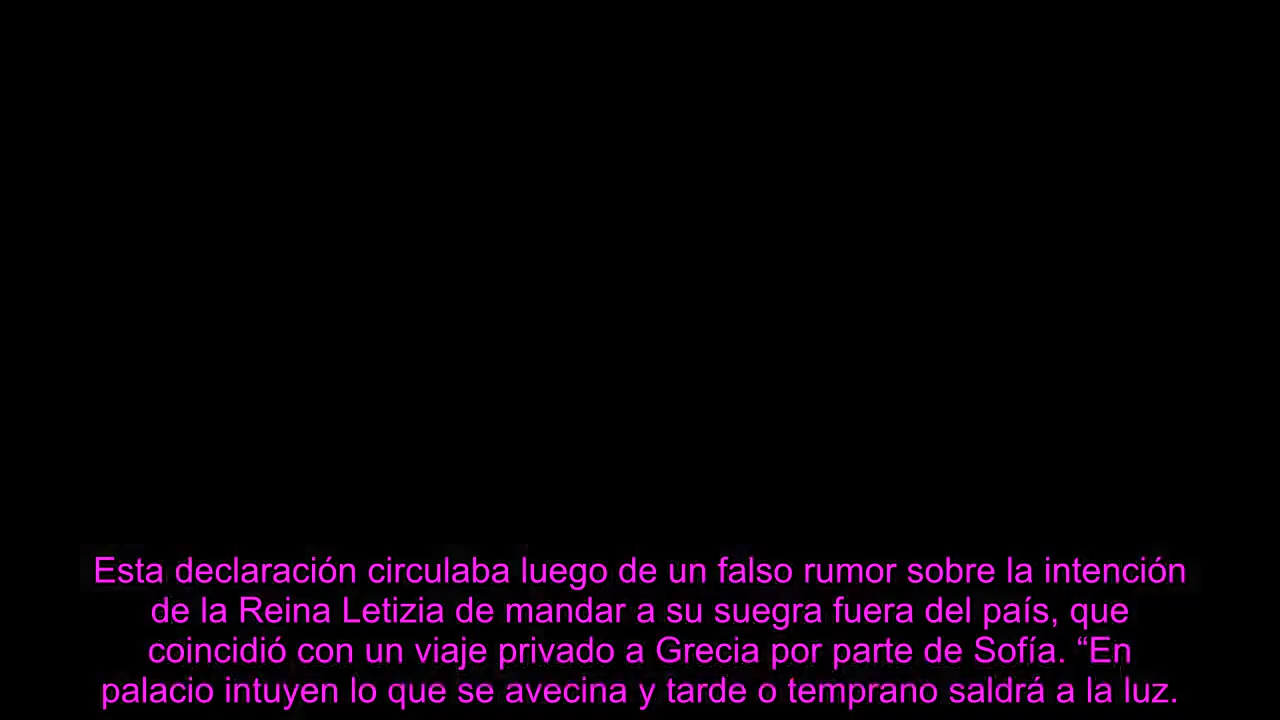 Esta declaración circulaba luego de un falso rumor sobre la intención
de la Reina Letizia de mandar a su suegra fuera del país, que
coincidió con un viaje privado a Grecia por parte de Sofía. “En
palacio intuyen lo que se avecina y tarde o temprano saldrá a la luz.